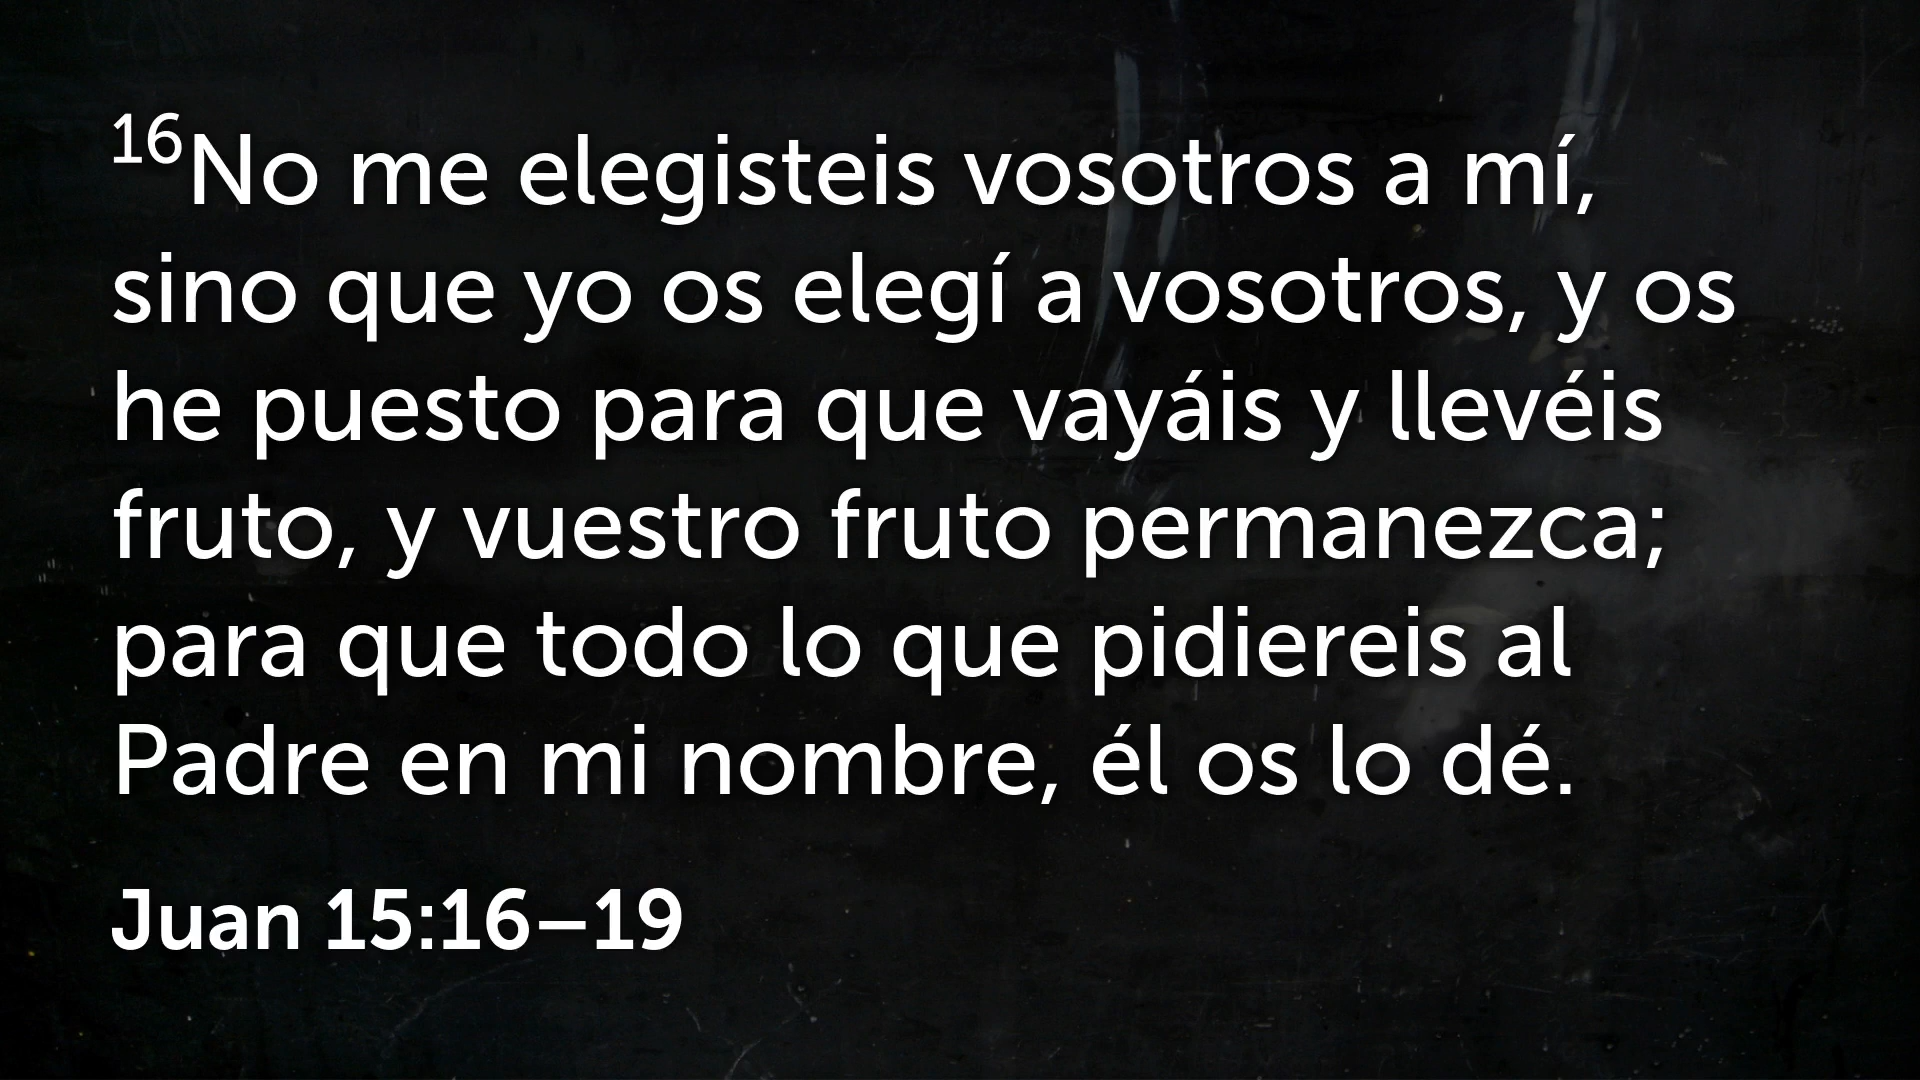 16No me elegisteis vosotros a mí,
sino que yo os elegí a vosotros, y os
he puesto para que vayáis y llevéis
fruto, y vuestro fruto permanezca;
para que todo lo que pidiereis al
Padre en mi nombre, él os lo dé.
Juan 15:16–19